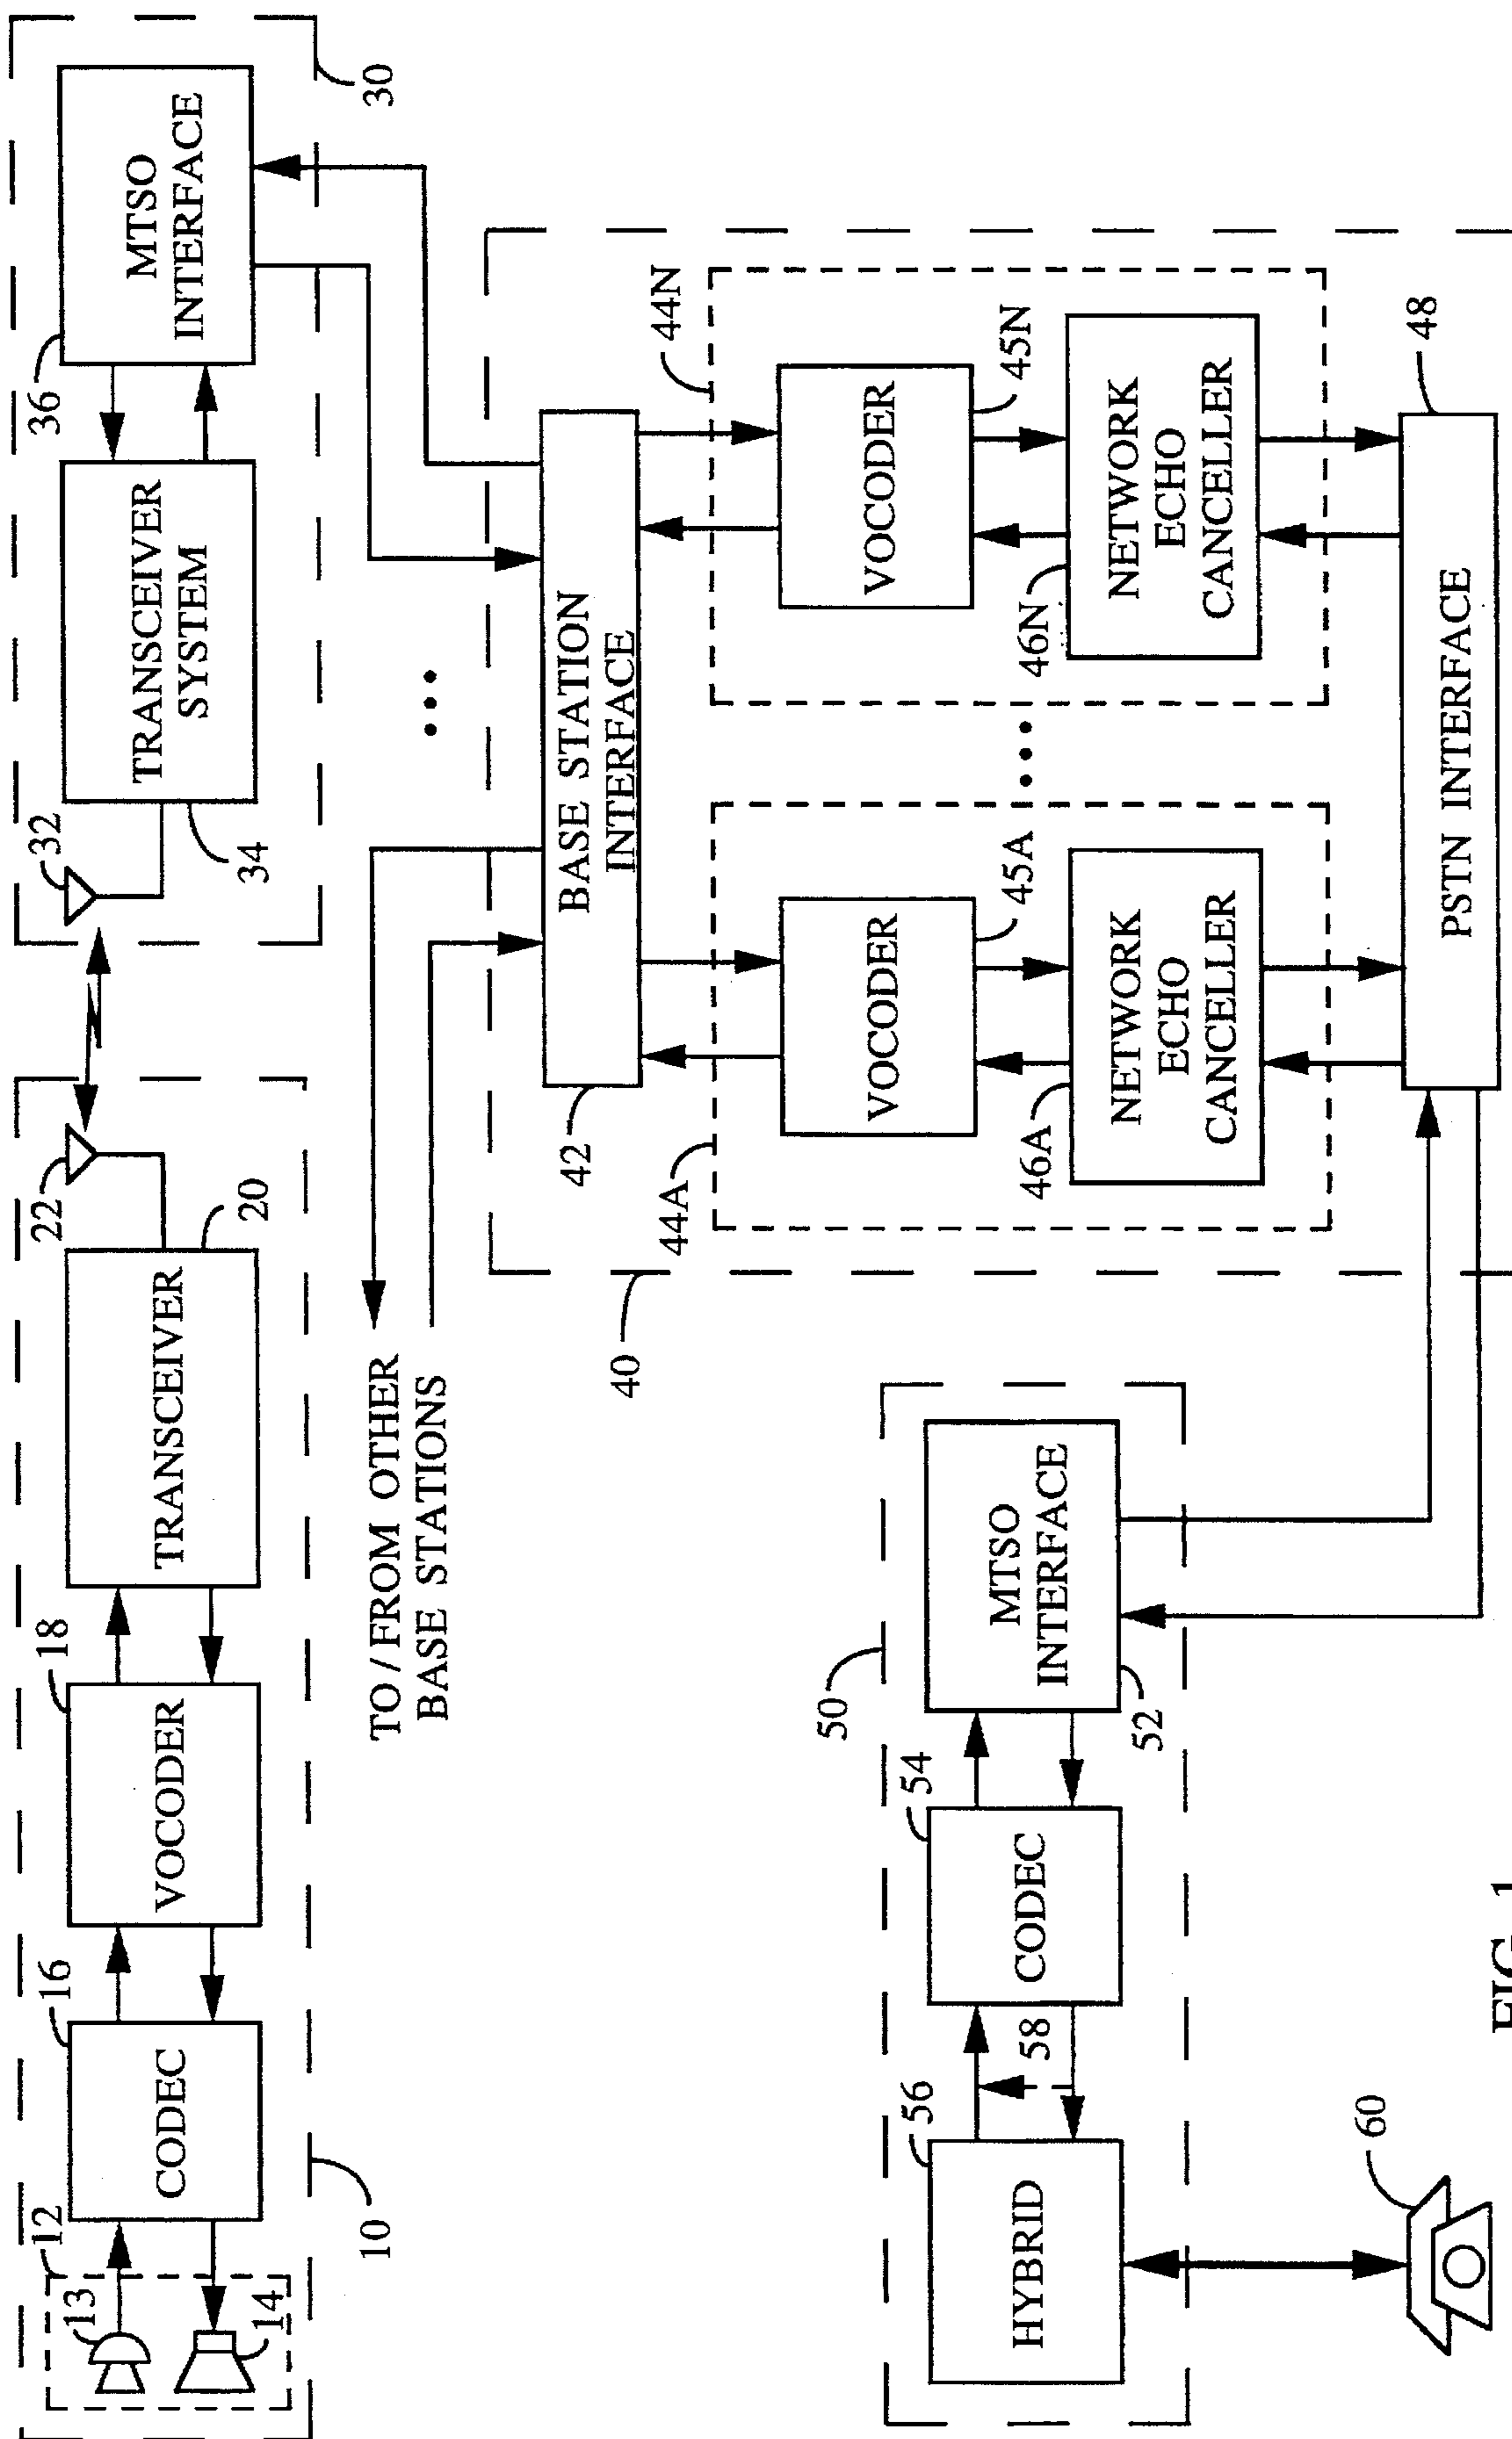 12
13
14
CODEC
16
VOCODER
18
TRANSCEIVER
20
22
10
32
TRANSCEIVER
SYSTEM
34
MTSO
INTERFACE
36
30
TO / FROM OTHER
BASE STATIONS
...
40
BASE STATION
INTERFACE
42
44A
VOCODER
45A
NETWORK
ECHO
CANCELLER
46A
...
44N
VOCODER
45N
NETWORK
ECHO
CANCELLER
46N
PSTN INTERFACE
48
50
HYBRID
56
58
CODEC
54
MTSO
INTERFACE
52
60